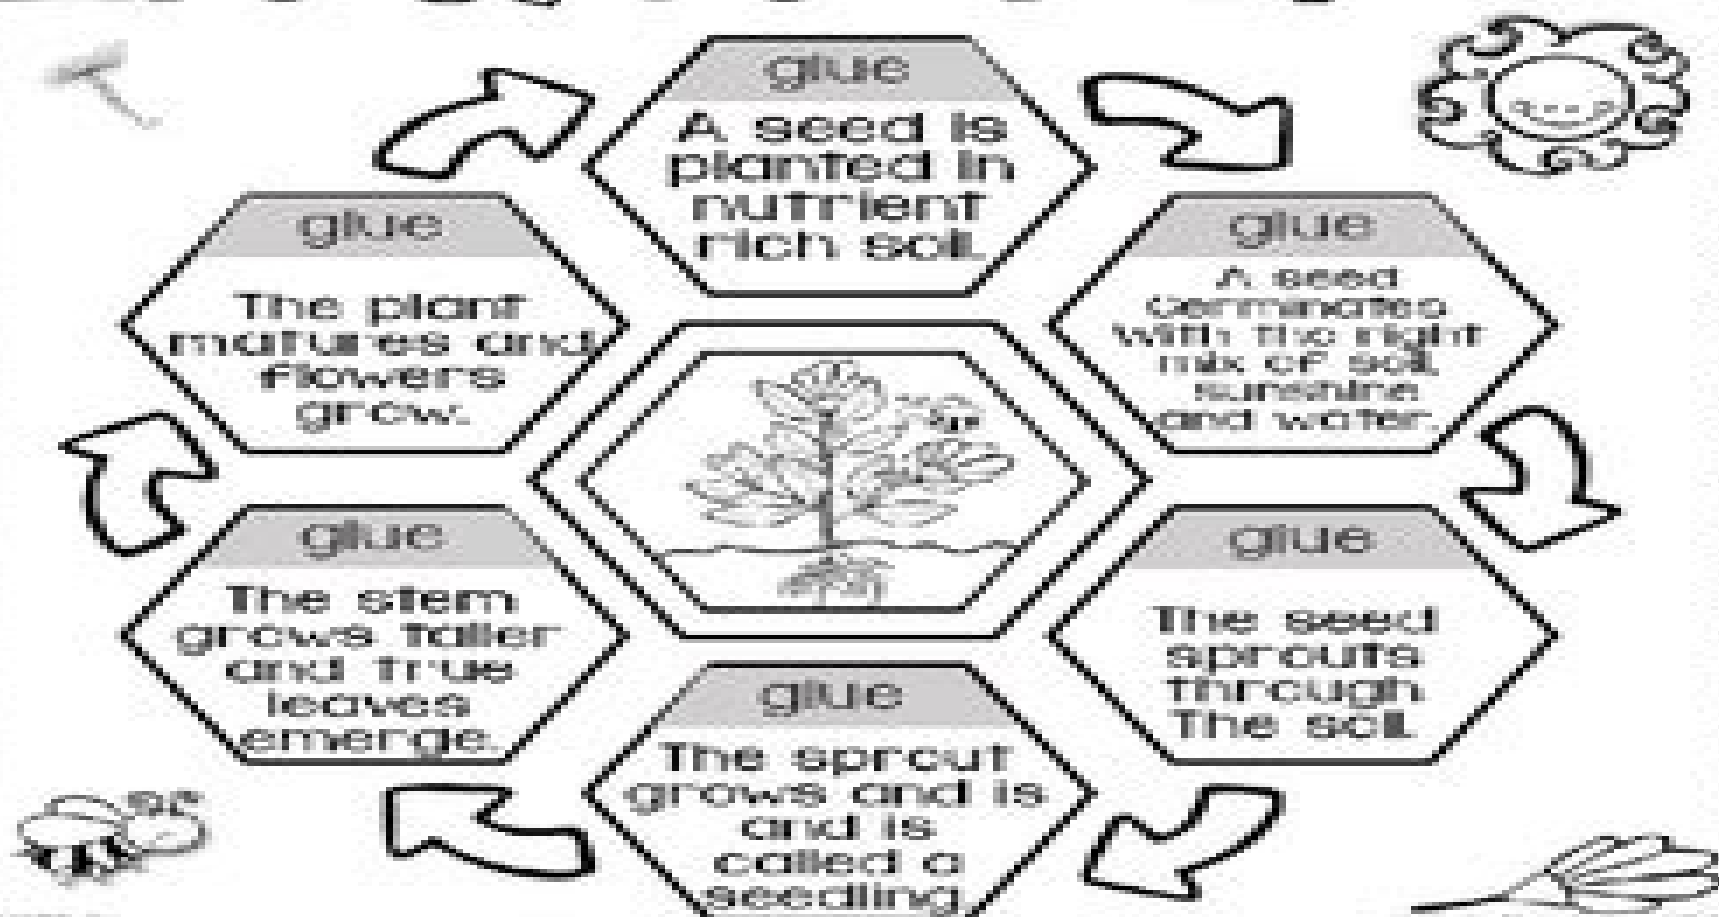 glue
A seed is
planted in
nutrient
rich soil.
glue
A seed
Germinates
with the right
mix of soil,
sunshine
and water.
glue
The seed
sprouts
through
The soil.
glue
The sprout
grows and is
and is
called a
seedling.
glue
The stem
grows taller
and true
leaves
emerge.
glue
The plant
matures and
flowers
grow.